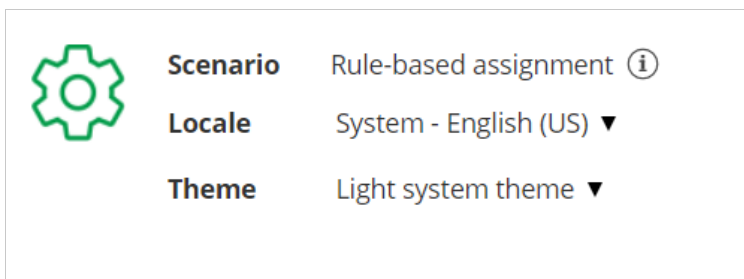 Scenario Rule-based assignment i
Locale System - English (US) ▼
Theme Light system theme ▼